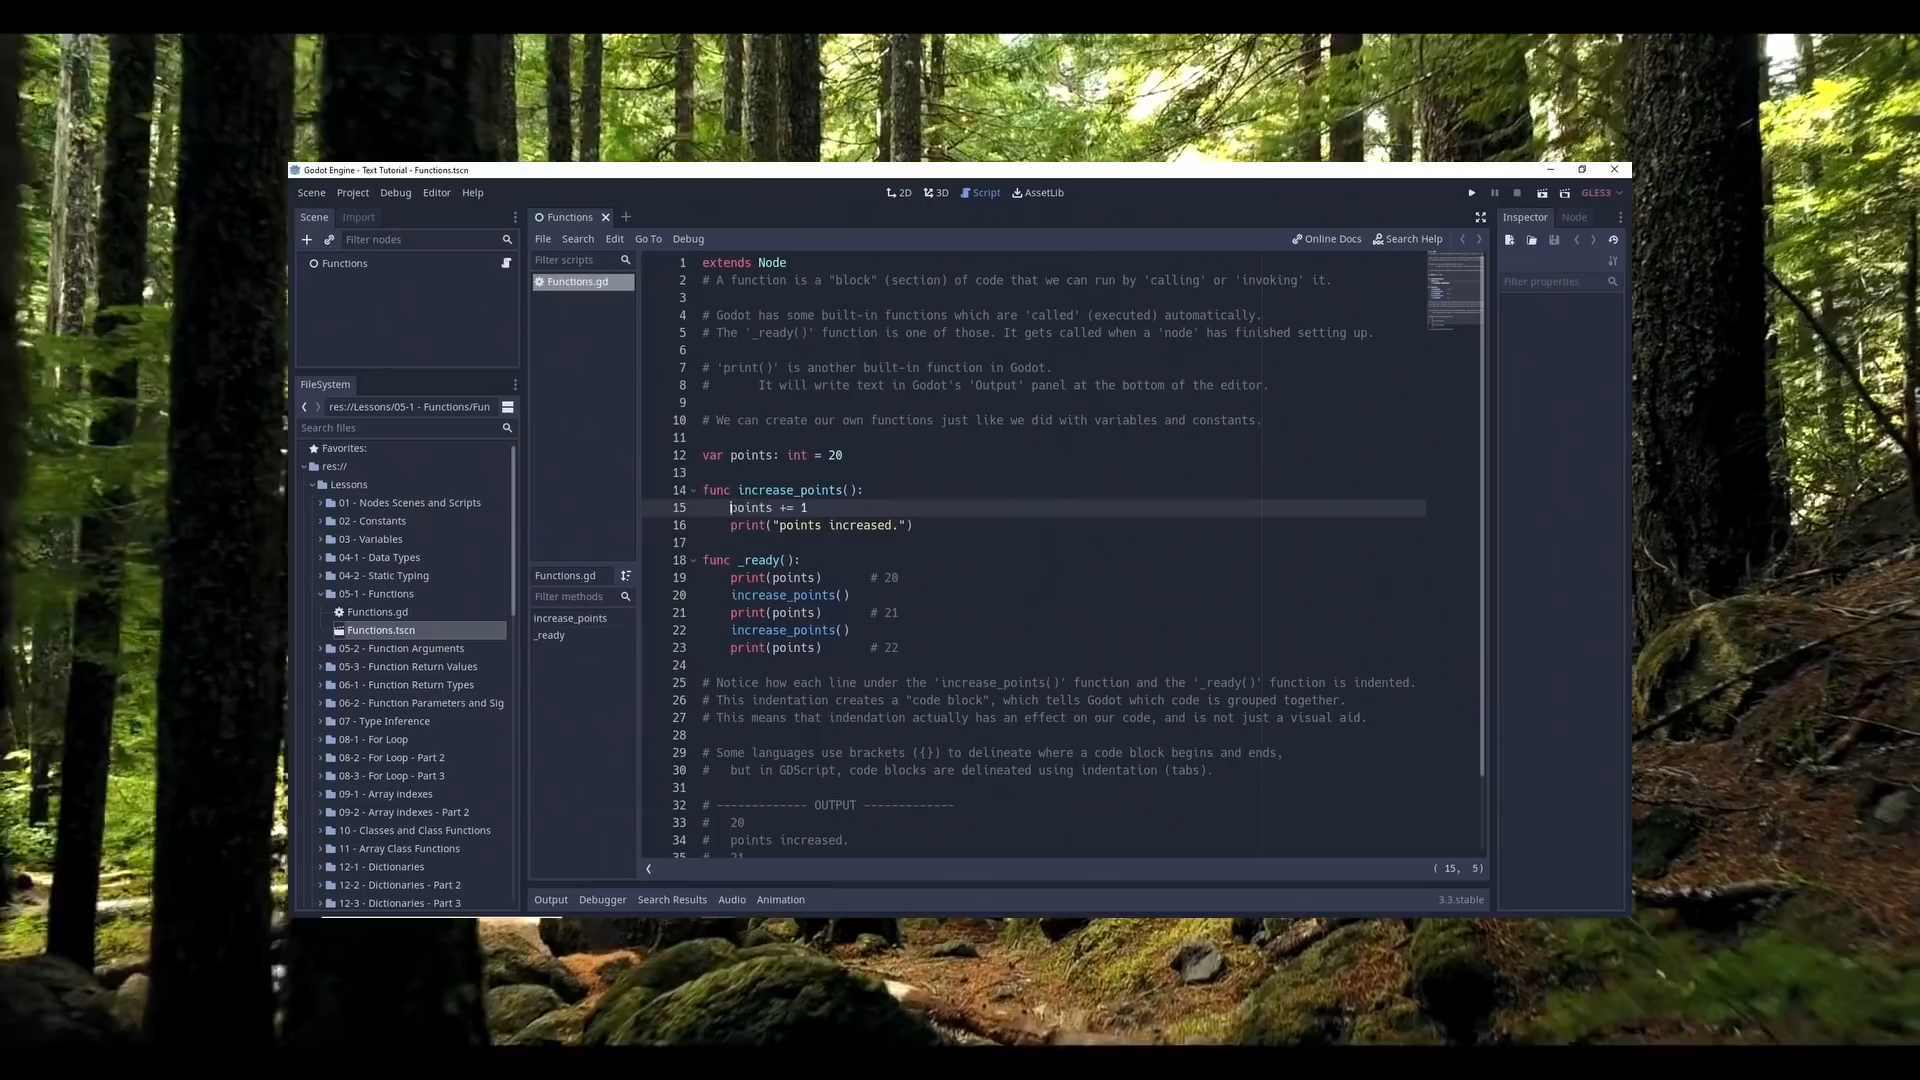 Godot Engine - Text Tutorial - Functions.tscn
Scene Project Debug Editor Help
2D 3D Script AssetLib
GLES3
Scene Import
Filter nodes
Functions
FileSystem
res://Lessons/05-1 - Functions/Fun
Search files
Favorites:
res://
Lessons
01 - Nodes Scenes and Scripts
02 - Constants
03 - Variables
04-1 - Data Types
04-2 - Static Typing
05-1 - Functions
Functions.gd
Functions.tscn
05-2 - Function Arguments
05-3 - Function Return Values
06-1 - Function Return Types
06-2 - Function Parameters and Sig
07 - Type Inference
08-1 - For Loop
08-2 - For Loop - Part 2
08-3 - For Loop - Part 3
09-1 - Array indexes
09-2 - Array indexes - Part 2
10 - Classes and Class Functions
11 - Array Class Functions
12-1 - Dictionaries
12-2 - Dictionaries - Part 2
12-3 - Dictionaries - Part 3
Functions
File Search Edit Go To Debug
Online Docs Search Help
Filter scripts
Functions.gd
Functions.gd
Filter methods
increase_points
_ready
1 extends Node
2 # A function is a "block" (section) of code that we can run by 'calling' or 'invoking' it.
3
4 # Godot has some built-in functions which are 'called' (executed) automatically.
5 # The '_ready()' function is one of those. It gets called when a 'node' has finished setting up.
6
7 # 'print()' is another built-in function in Godot.
8 #       It will write text in Godot's 'Output' panel at the bottom of the editor.
9
10 # We can create our own functions just like we did with variables and constants.
11
12 var points: int = 20
13
14 func increase_points():
15     points += 1
16     print("points increased.")
17
18 func _ready():
19     print(points)       # 20
20     increase_points()
21     print(points)       # 21
22     increase_points()
23     print(points)       # 22
24
25 # Notice how each line under the 'increase_points()' function and the '_ready()' function is indented.
26 # This indentation creates a "code block", which tells Godot which code is grouped together.
27 # This means that indendation actually has an effect on our code, and is not just a visual aid.
28
29 # Some languages use brackets ({}) to delineate where a code block begins and ends,
30 #   but in GDScript, code blocks are delineated using indentation (tabs).
31
32 # ------------- OUTPUT -------------
33 #   20
34 #   points increased.
35 #   21
( 15, 5)
Output Debugger Search Results Audio Animation
3.3.stable
Inspector Node
Filter properties